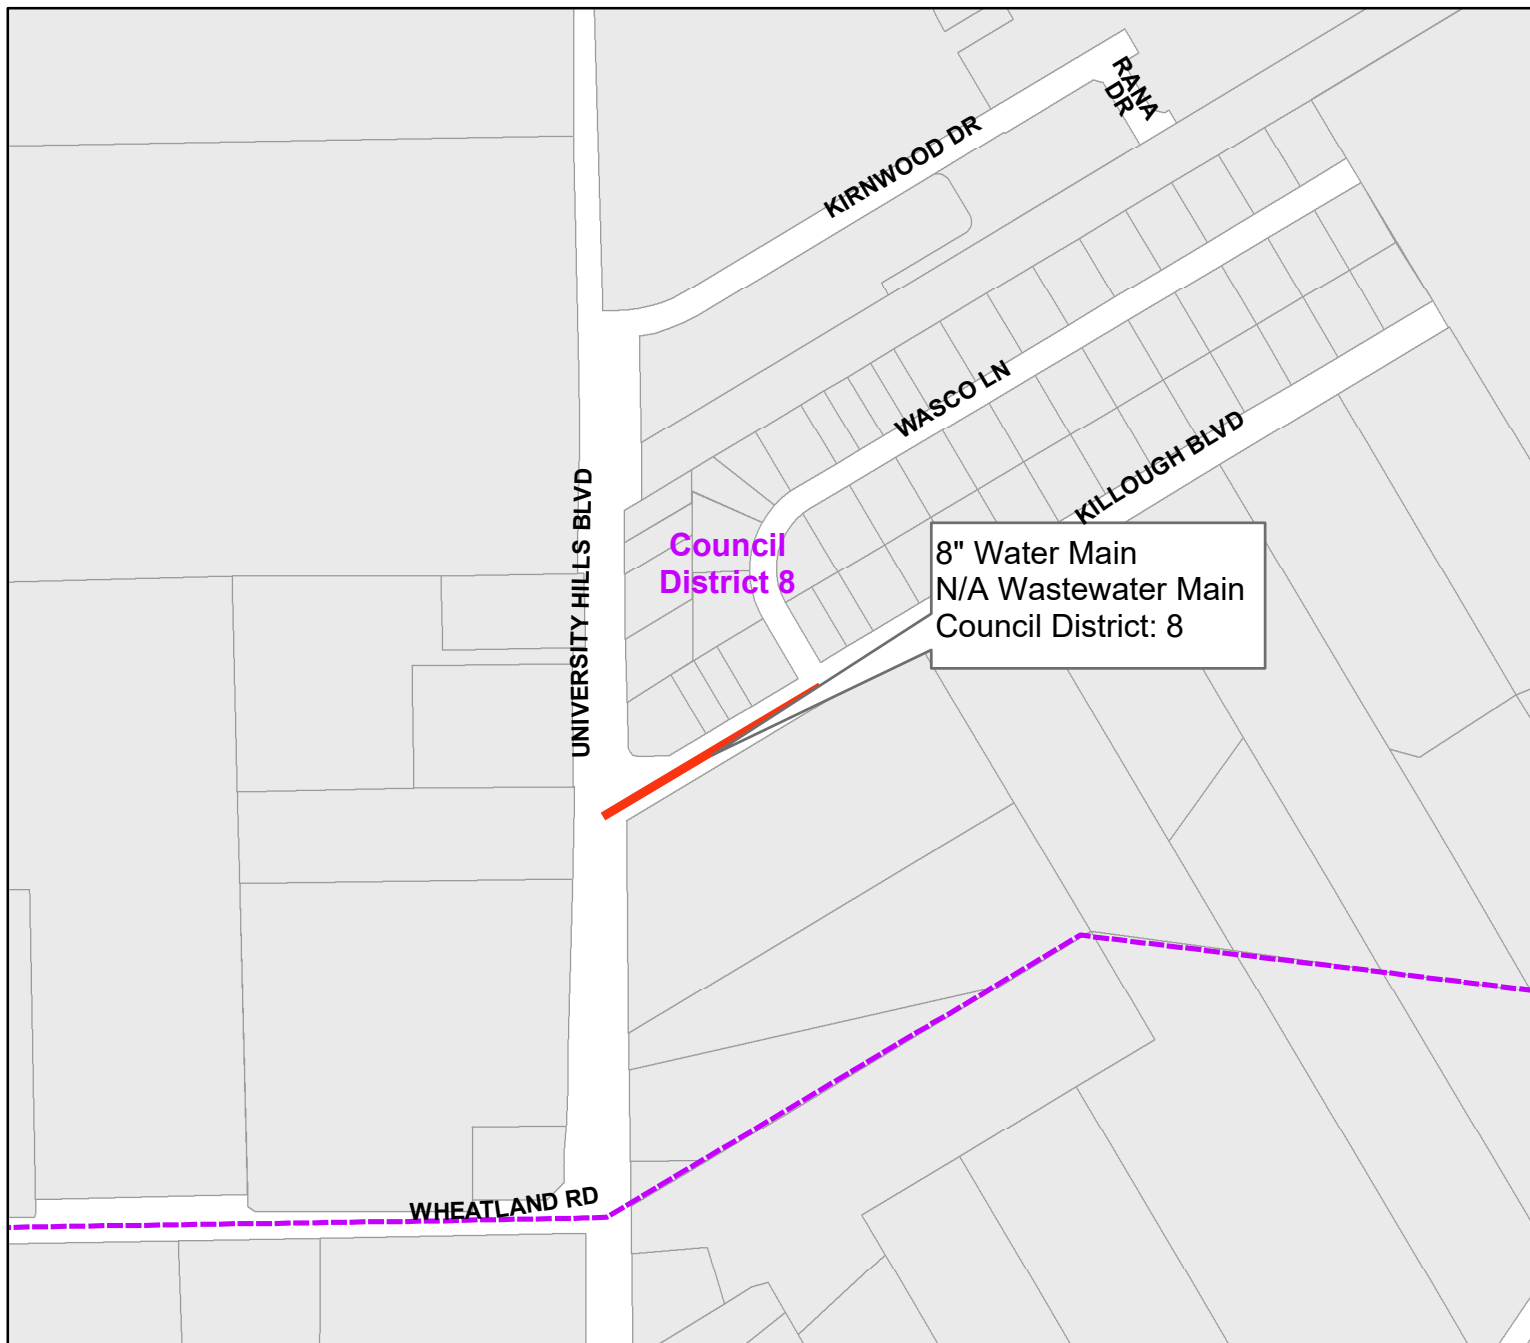 RANA
DR
KIRNWOOD DR
WASCO LN
KILLOUGH BLVD
UNIVERSITY HILLS BLVD
Council
District 8
8" Water Main
N/A Wastewater Main
Council District: 8
WHEATLAND RD